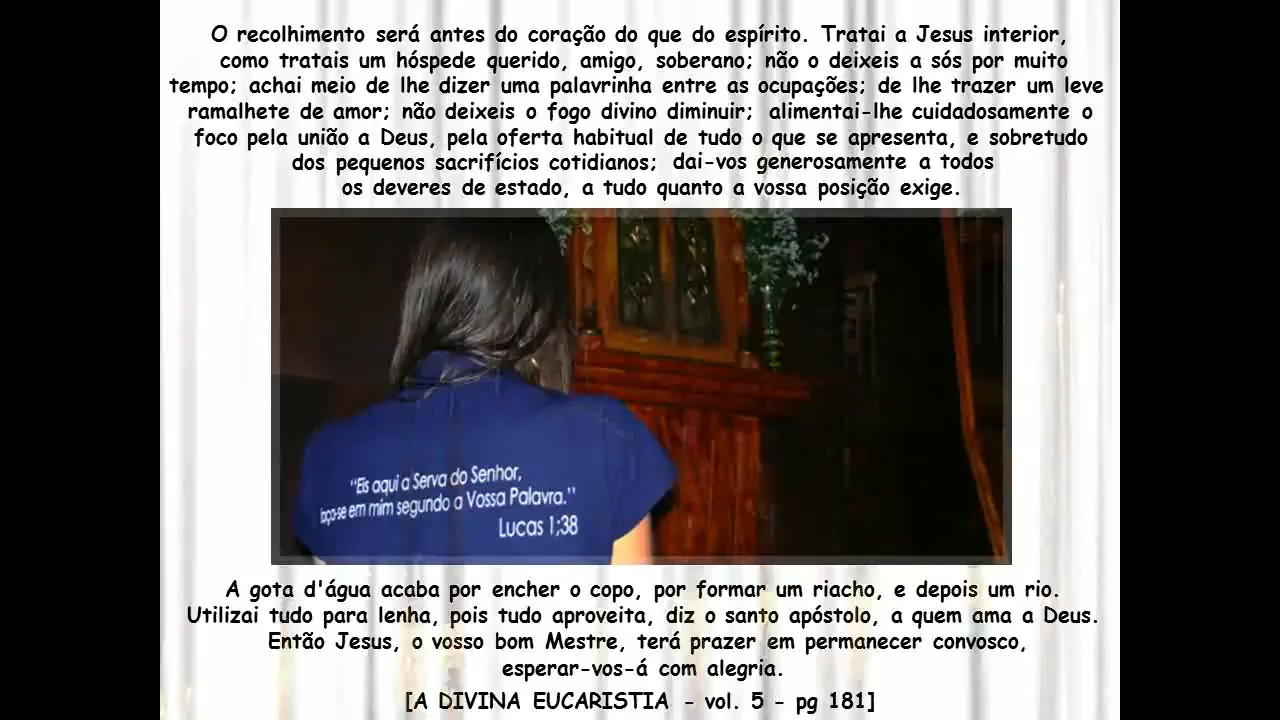 O recolhimento será antes do coração do que do espírito. Tratai a Jesus interior,
como tratais um hóspede querido, amigo, soberano; não o deixeis a sós por muito
tempo; achai meio de lhe dizer uma palavrinha entre as ocupações; de lhe trazer um leve
ramalhete de amor; não deixeis o fogo divino diminuir; alimentai-lhe cuidadosamente o
foco pela união a Deus, pela oferta habitual de tudo o que se apresenta, e sobretudo
dos pequenos sacrifícios cotidianos; dai-vos generosamente a todos
os deveres de estado, a tudo quanto a vossa posição exige.
"Eis aqui a Serva do Senhor,
em mim segundo a Vossa Palavra."
Lucas 1;38
A gota d'água acaba por encher o copo, por formar um riacho, e depois um rio.
Utilizai tudo para lenha, pois tudo aproveita, diz o santo apóstolo, a quem ama a Deus.
Então Jesus, o vosso bom Mestre, terá prazer em permanecer convosco,
esperar-vos-á com alegria.
[A DIVINA EUCARISTIA - vol. 5 - pg 181]